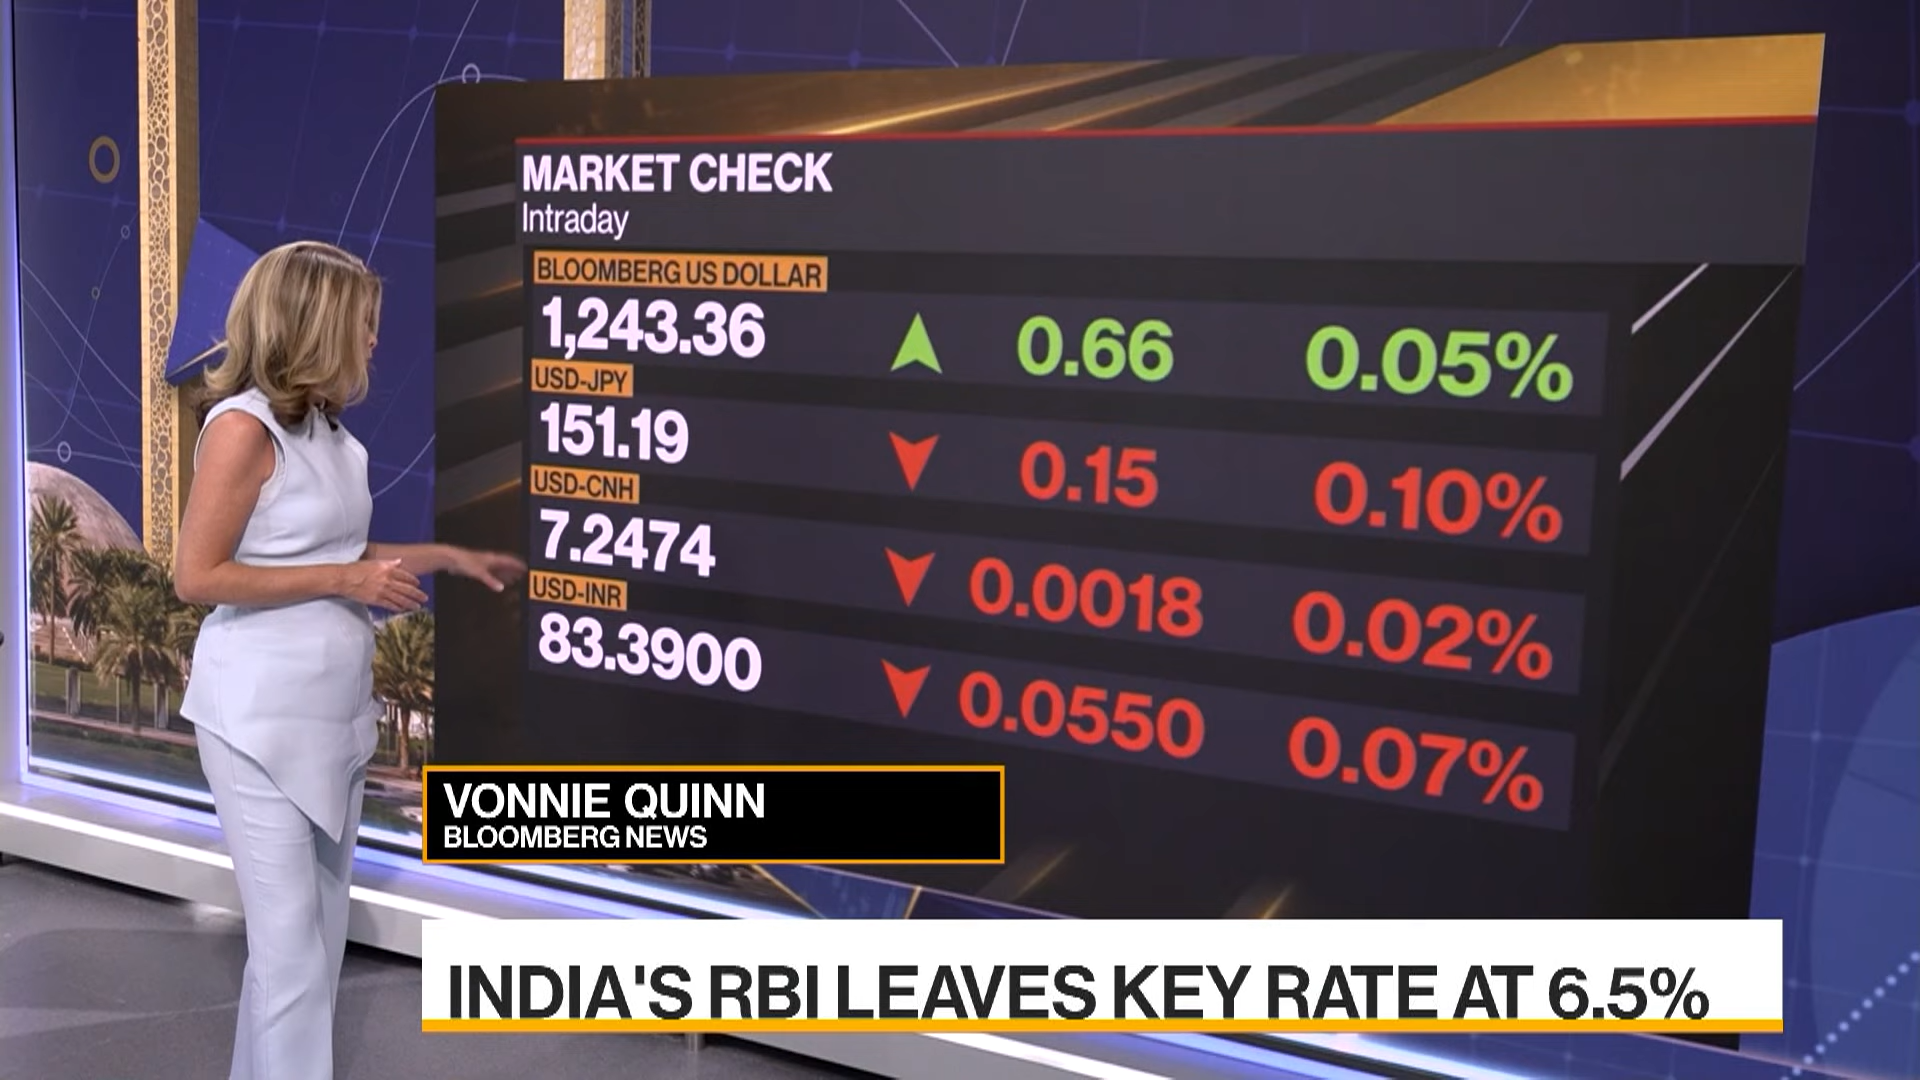 MARKET CHECK
Intraday
BLOOMBERG US DOLLAR
1,243.36 ▲ 0.66 0.05%
USD-JPY
151.19 ▼ 0.15 0.10%
USD-CNH
7.2474 ▼ 0.0018 0.02%
USD-INR
83.3900 ▼ 0.0550 0.07%
VONNIE QUINN
BLOOMBERG NEWS
INDIA'S RBI LEAVES KEY RATE AT 6.5%